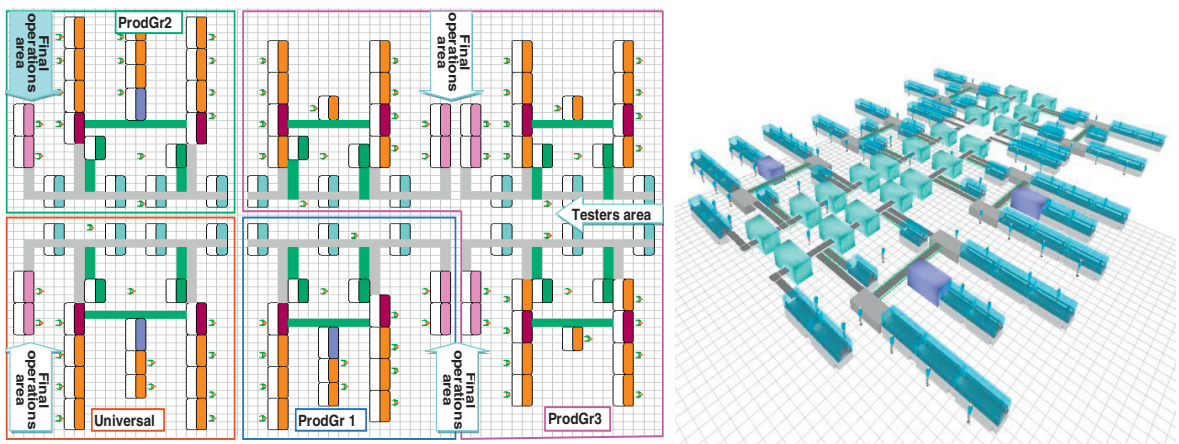 ProdGr2
Final
operations
area
Final
operations
area
Testers area
Final
operations
area
Final
operations
area
Universal
ProdGr 1
ProdGr3